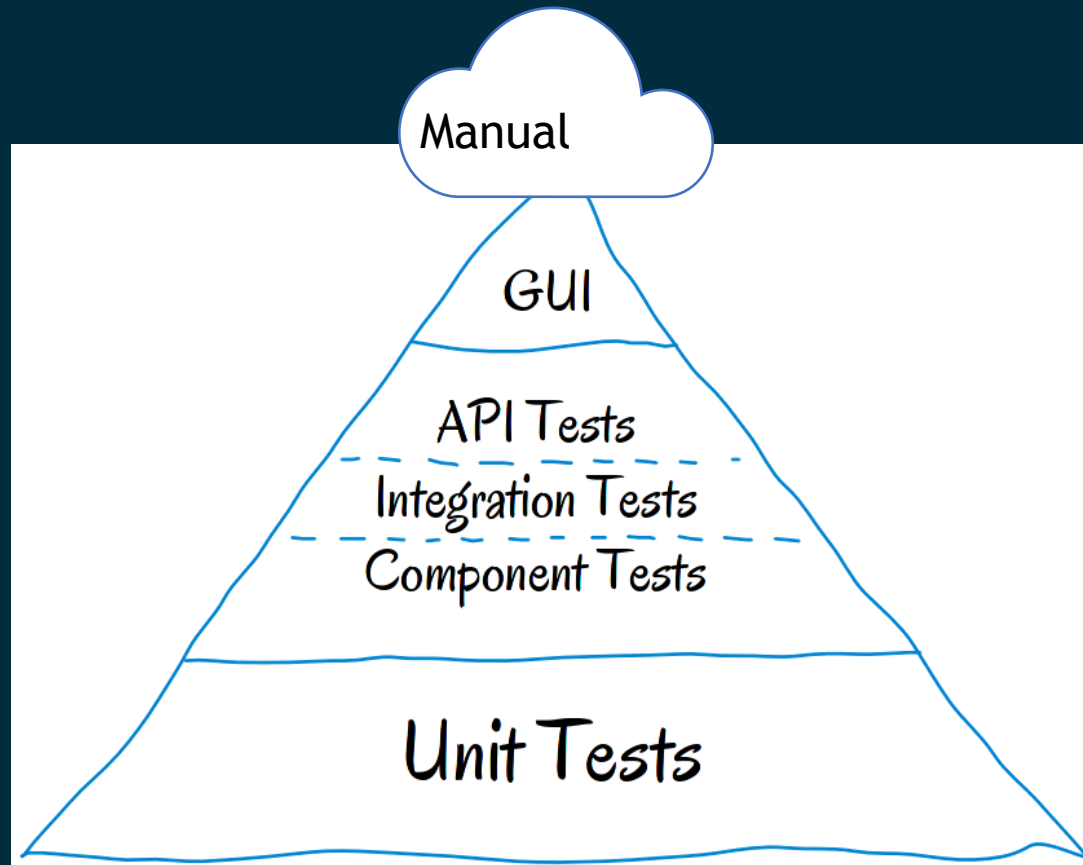 Manual
GUI
API Tests
Integration Tests
Component Tests
Unit Tests